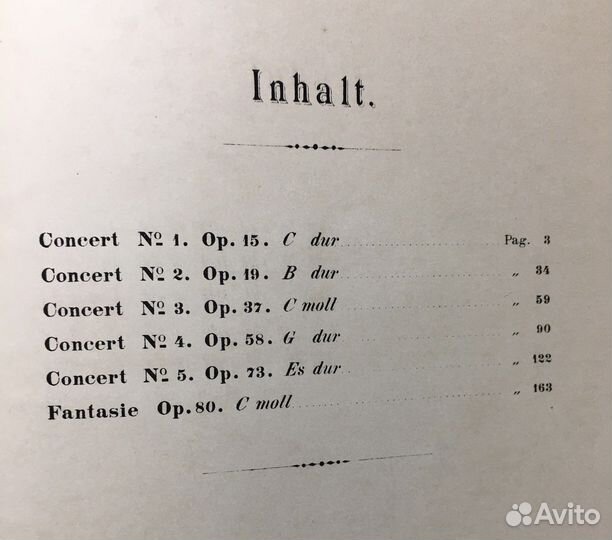 Inhalt.
Concert № 1. Op. 15. C dur Pag. 3
Concert № 2. Op. 19. B dur „ 34
Concert № 3. Op. 37. C moll „ 59
Concert № 4. Op. 58. G dur „ 90
Concert № 5. Op. 73. Es dur „ 122
Fantasie Op. 80. C moll „ 163
Avito